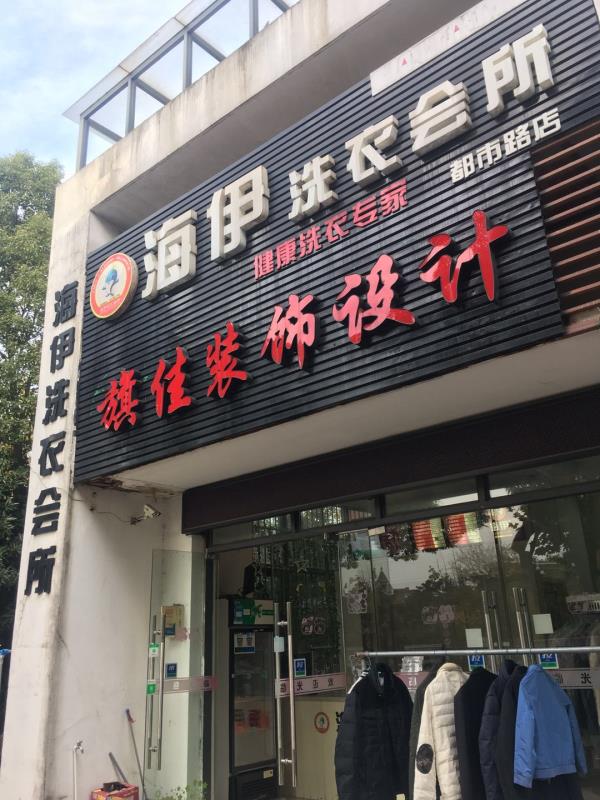 海伊洗衣会所
都市路店
健康洗衣专家
旗佳装饰设计
海伊洗衣会所